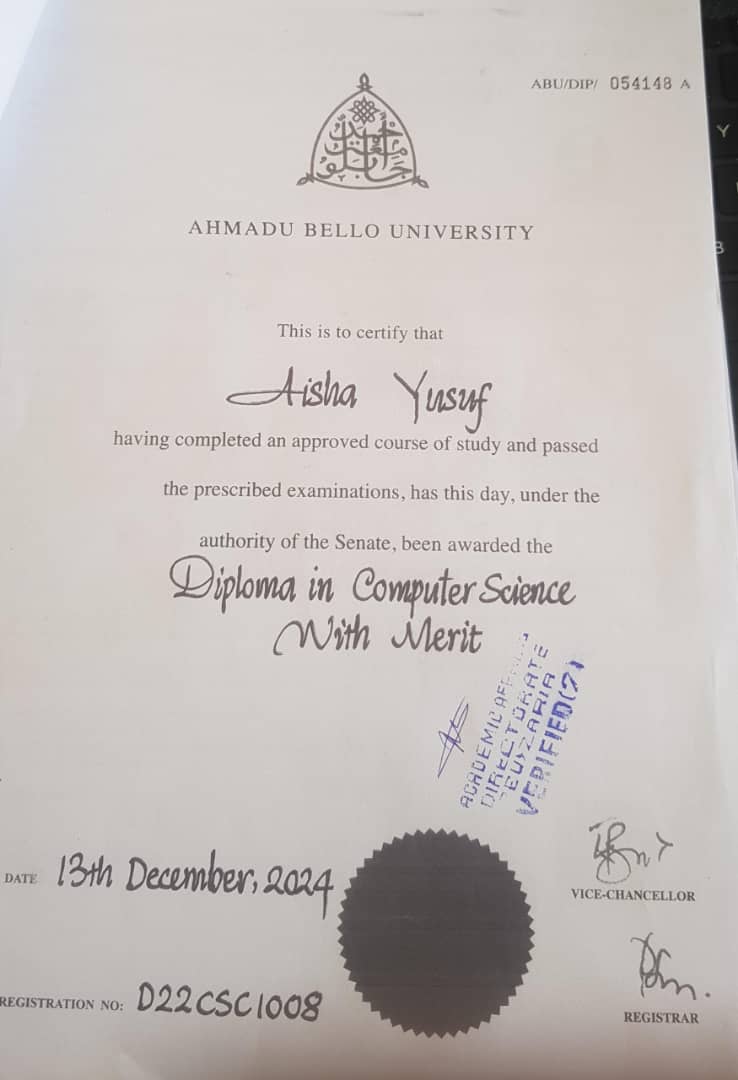 ABU/DIP/ 054148 A
AHMADU BELLO UNIVERSITY
This is to certify that
Aisha Yusuf
having completed an approved course of study and passed
the prescribed examinations, has this day, under the
authority of the Senate, been awarded the
Diploma in Computer Science
With Merit
ACADEMIC
DIRECTORATE
ZARIA
VERIFIED(7)
DATE 13th December, 2024
VICE-CHANCELLOR
REGISTRATION NO: D22CSC1008
REGISTRAR